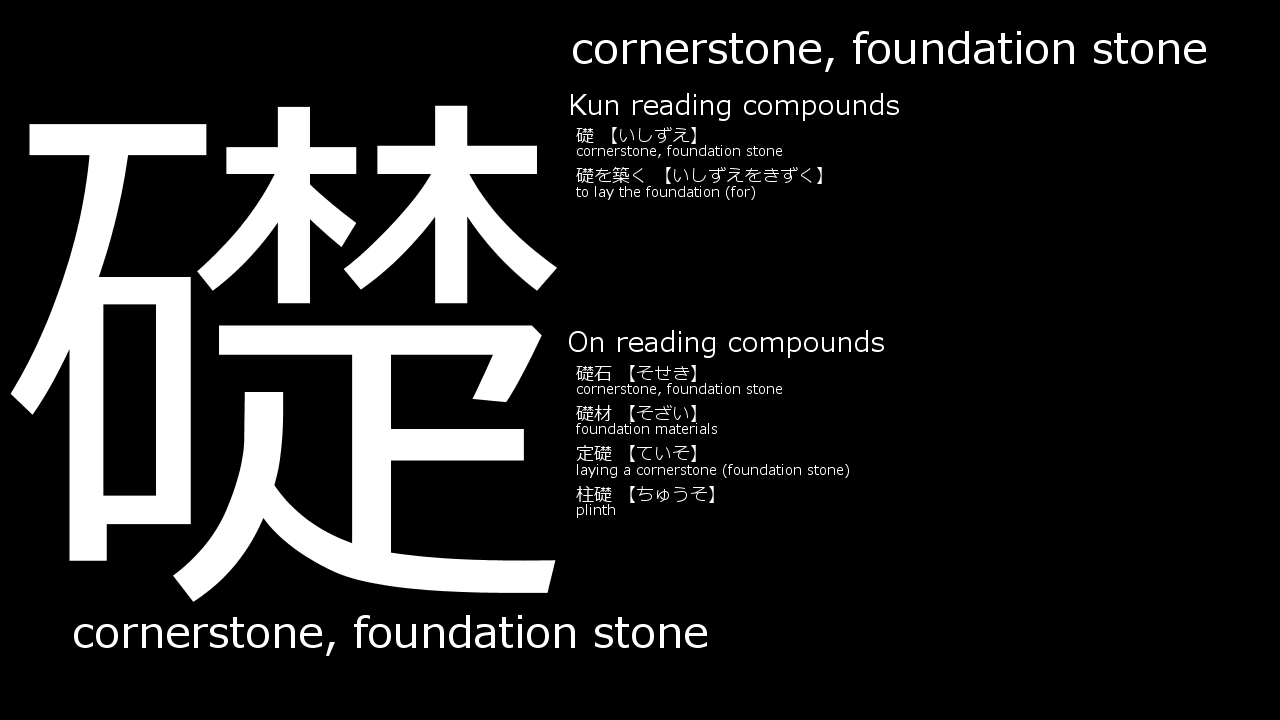 cornerstone, foundation stone
礎
Kun reading compounds
礎 【いしずえ】
cornerstone, foundation stone
礎を築く 【いしずえをきずく】
to lay the foundation (for)
On reading compounds
礎石 【そせき】
cornerstone, foundation stone
礎材 【そざい】
foundation materials
定礎 【ていそ】
laying a cornerstone (foundation stone)
柱礎 【ちゅうそ】
plinth
cornerstone, foundation stone